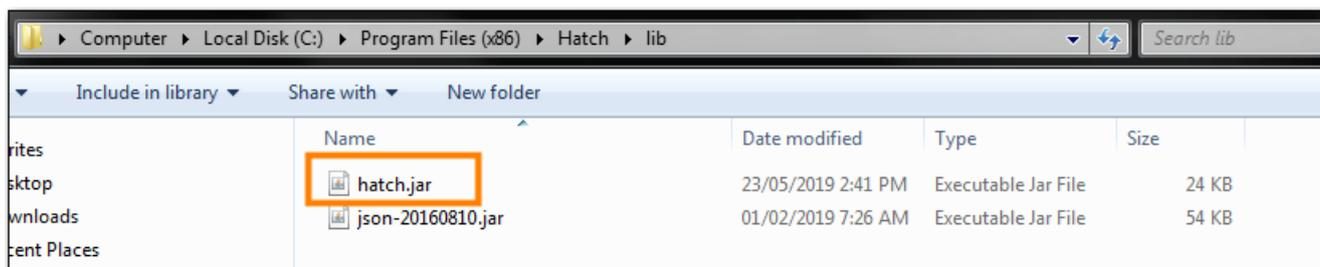 Computer Local Disk (C:) Program Files (x86) Hatch lib Search lib
Include in library Share with New folder
Name Date modified Type Size
rites
hatch.jar 23/05/2019 2:41 PM Executable Jar File 24 KB
sktop
json-20160810.jar 01/02/2019 7:26 AM Executable Jar File 54 KB
wnloads
cent Places